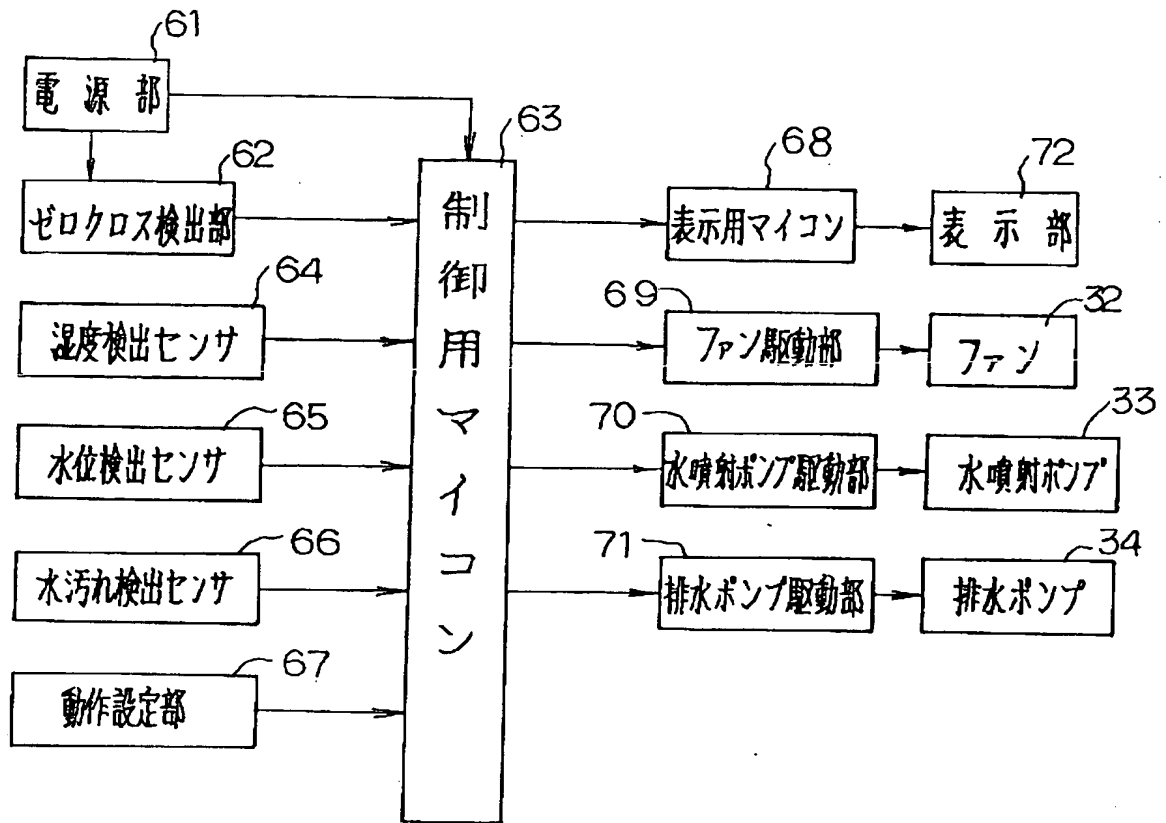 61
電源部
62
ゼロクロス検出部
64
湿度検出センサ
65
水位検出センサ
66
水汚れ検出センサ
67
動作設定部
63
制御用マイコン
68
表示用マイコン
72
表示部
69
ファン駆動部
32
ファン
70
水噴射ポンプ駆動部
33
水噴射ポンプ
71
排水ポンプ駆動部
34
排水ポンプ